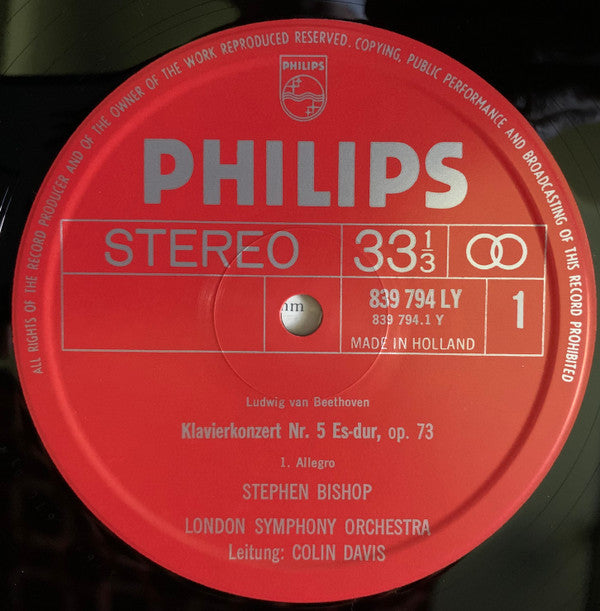 ALL RIGHTS OF THE RECORD PRODUCER AND OF THE OWNER OF THE WORK REPRODUCED RESERVED. COPYING, PUBLIC PERFORMANCE AND BROADCASTING OF THIS RECORD PROHIBITED
PHILIPS
PHILIPS
STEREO 33 1/3
839 794 LY
839 794.1 Y
1
MADE IN HOLLAND
Ludwig van Beethoven
Klavierkonzert Nr. 5 Es-dur, op. 73
1. Allegro
STEPHEN BISHOP
LONDON SYMPHONY ORCHESTRA
Leitung: COLIN DAVIS